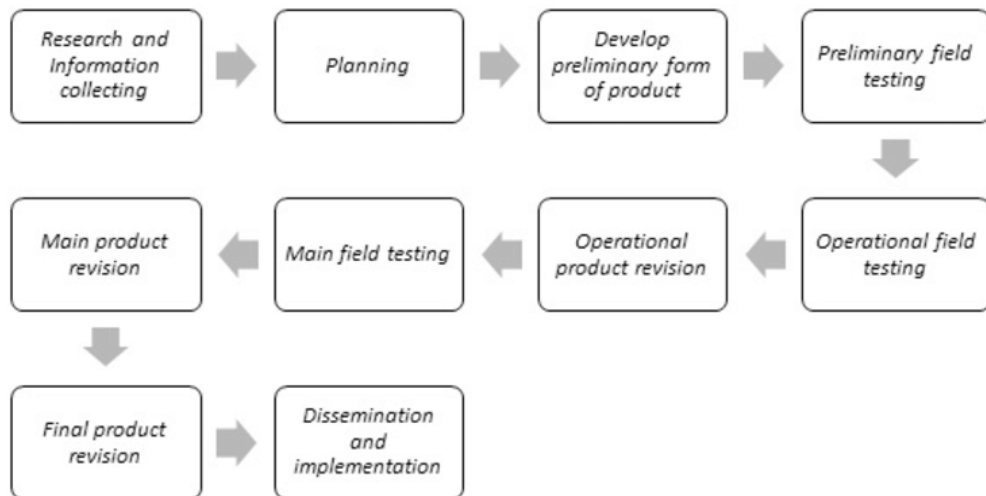 Research and
Information
collecting
Planning
Develop
preliminary form
of product
Preliminary field
testing
Operational field
testing
Operational
product revision
Main field testing
Main product
revision
Final product
revision
Dissemination
and
implementation